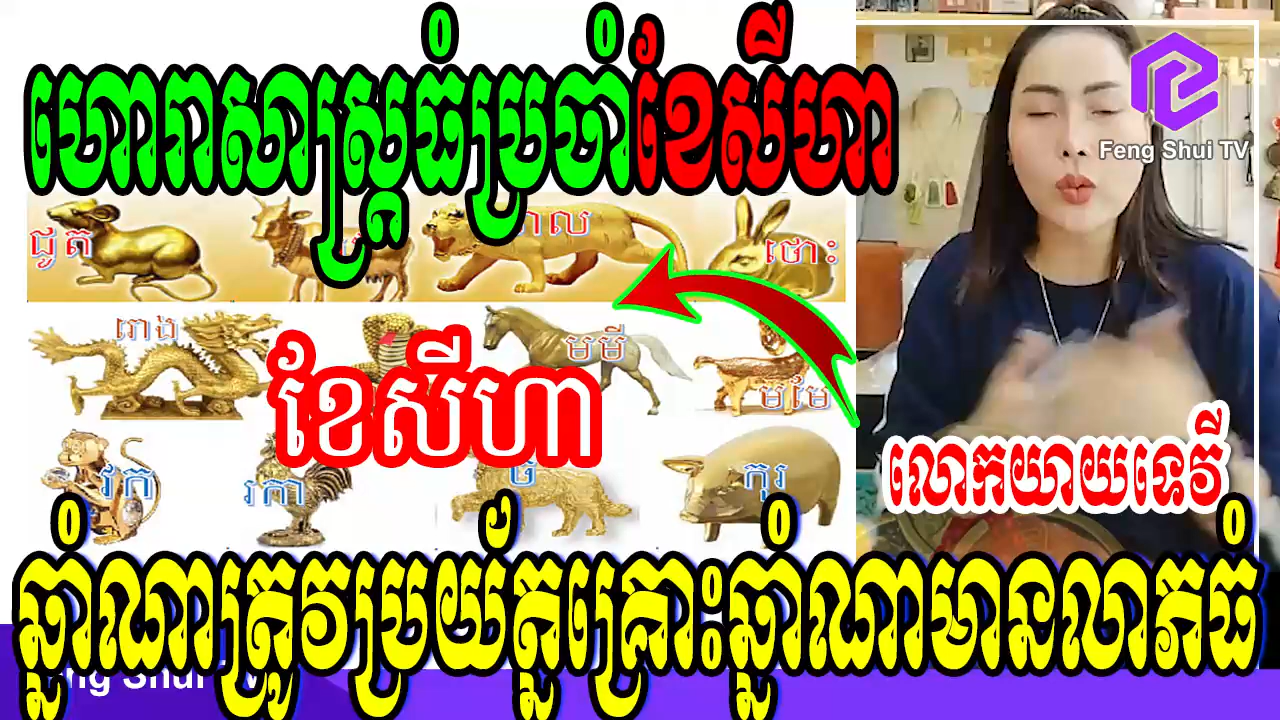 ហោរាសាស្ត្រធំប្រចាំខែសីហា
Feng Shui TV
ជូត
ថោះ
រោង
មមី
មមែ
ខែសីហា
វក
រកា
ច
កុរ
លោកយាយទេវី
ឆ្នាំណាត្រូវប្រយ័ត្នគ្រោះឆ្នាំណាមានលាភធំ